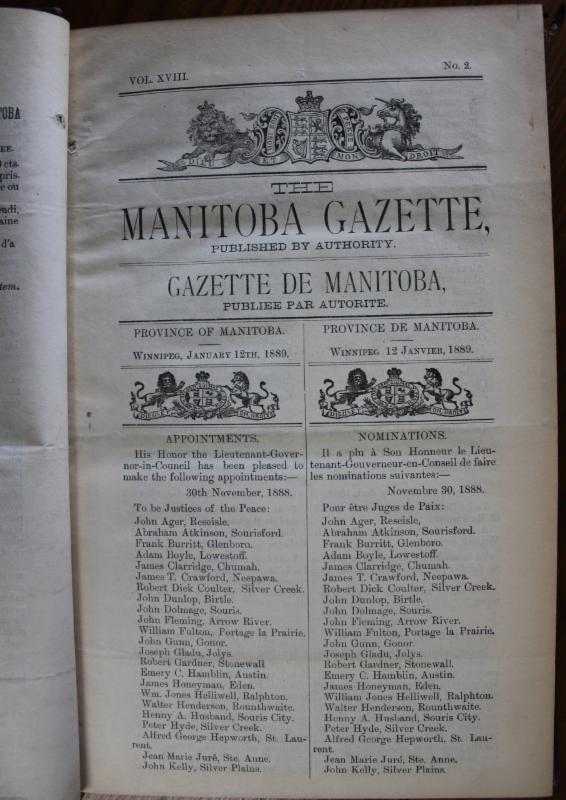 VOL. XVIII.
No. 2.
DIEU ET MON DROIT
THE
MANITOBA GAZETTE,
PUBLISHED BY AUTHORITY.
GAZETTE DE MANITOBA,
PUBLIEE PAR AUTORITE.
PROVINCE OF MANITOBA.
WINNIPEG, JANUARY 12TH, 1889.
APPOINTMENTS.
His Honor the Lieutenant-Gover-
nor-in-Council has been pleased to
make the following appointments:—
30th November, 1888.
To be Justices of the Peace:
John Ager, Reseisle.
Abraham Atkinson, Sourisford.
Frank Burritt, Glenboro.
Adam Boyle, Lowestoff.
James Clarridge, Chumah.
James T. Crawford, Neepawa.
Robert Dick Coulter, Silver Creek.
John Dunlop, Birtle.
John Dolmage, Souris.
John Fleming, Arrow River.
William Fulton, Portage la Prairie.
John Gunn, Gonor.
Joseph Gladu, Jolys.
Robert Gardner, Stonewall
Emery C. Hamblin, Austin.
James Honeyman, Eden.
Wm. Jones Helliwell, Ralphton.
Walter Henderson, Rounthwaite.
Henny A. Husband, Souris City.
Peter Hyde, Silver Creek.
Alfred George Hepworth, St. Lau-
rent.
Jean Marie Juré, Ste. Anne.
John Kelly, Silver Plains.
PROVINCE DE MANITOBA.
WINNIPEG 12 JANVIER, 1889.
NOMINATIONS.
Il a plu à Son Honneur le Lieu-
tenant-Gouverneur-en-Conseil de faire
les nominations suivantes:—
Novembre 30, 1888.
Pour être Juges de Paix:
John Ager, Reseisle,
Abraham Atkinson, Sourisford.
Frank Burritt, Glenboro.
Adam Boyle, Lowestoff.
James Clarridge, Chumah.
James T. Crawford, Neepawa.
Robert Dick Coulter, Silver Creek.
John Dunlop, Birtle.
John Dolmage, Souris.
John Fleming, Arrow River.
William Fulton, Portage la Prairie.
John Gunn, Gonor.
Joseph Gladu, Jolys.
Robert Gardner, Stonewall.
Emery C. Hamblin, Austin.
James Honeyman, Eden.
William Jones Helliwell, Ralphton.
Walter Henderson, Rounthwaite.
Henny A. Husband, Souris City.
Peter Hyde, Silver Creek.
Alfred George Hepworth, St. Lau-
rent.
Jean Marie Juré, Ste. Anne.
John Kelly, Silver Plains.